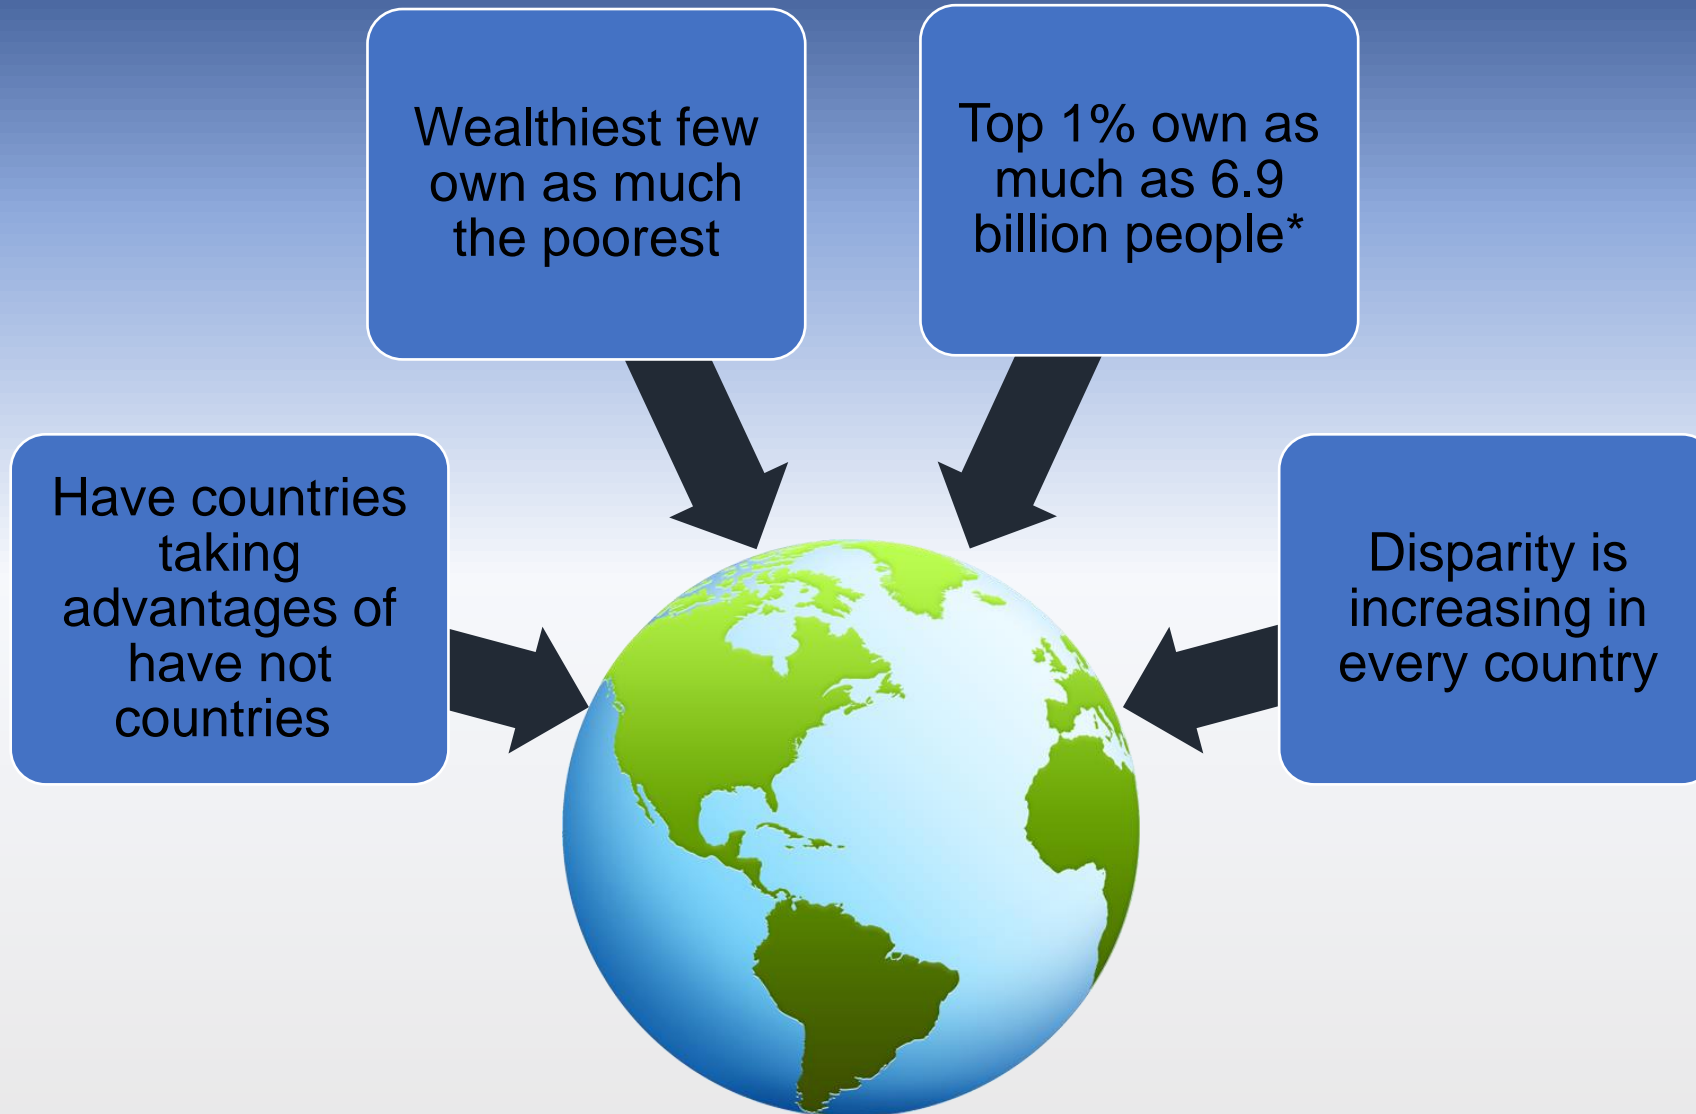 Wealthiest few
own as much
the poorest
Top 1% own as
much as 6.9
billion people*
Have countries
taking
advantages of
have not
countries
Disparity is
increasing in
every country